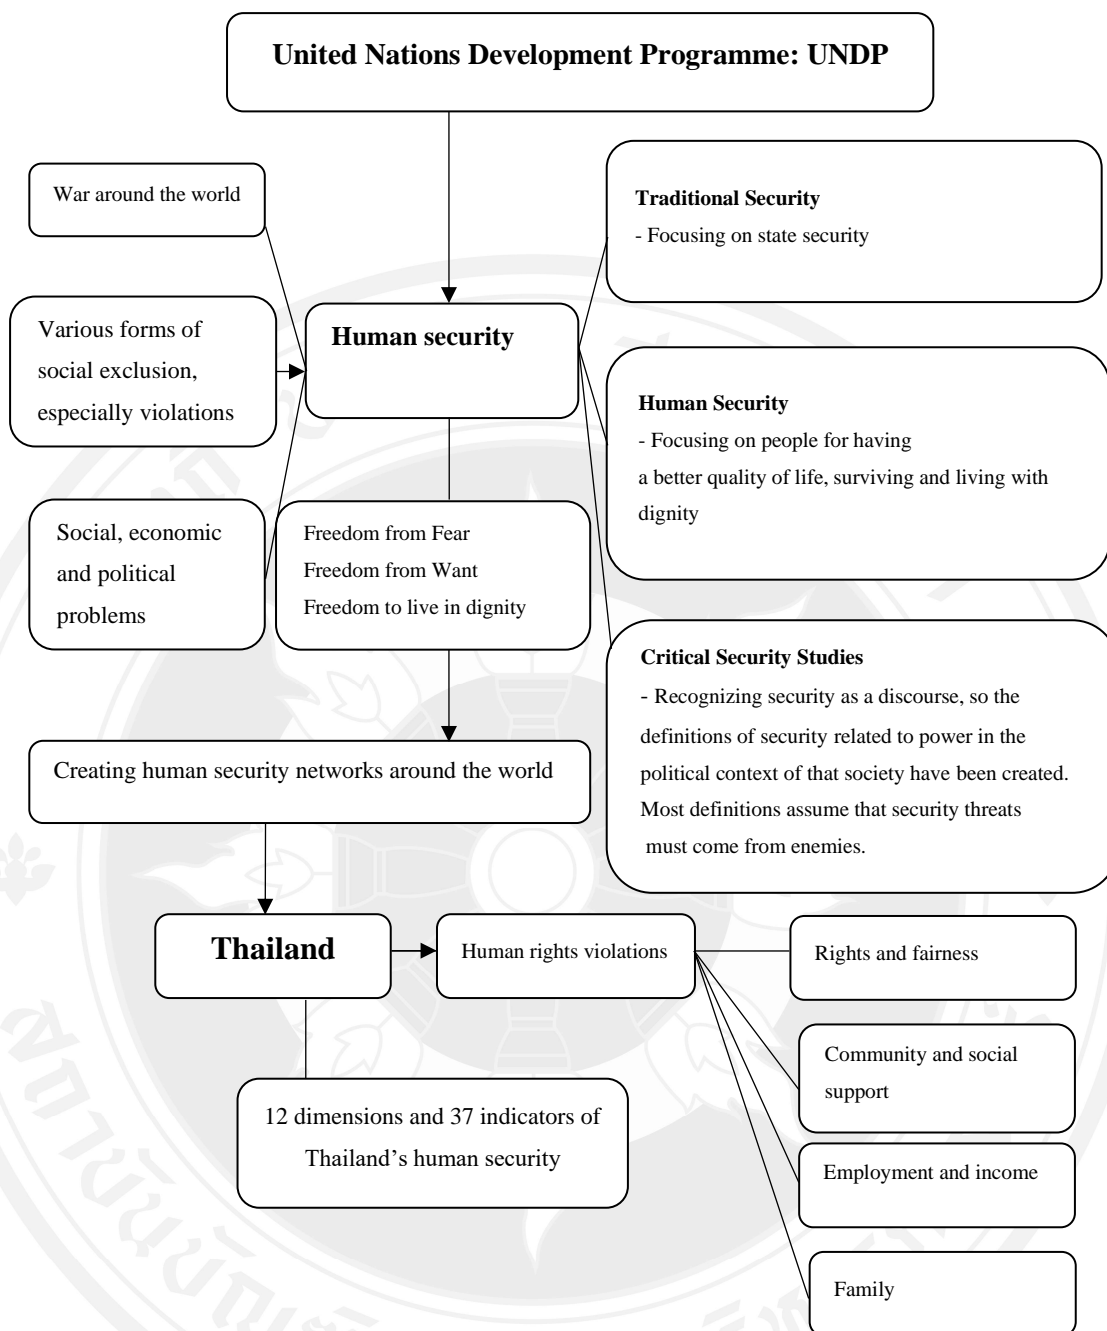 United Nations Development Programme: UNDP
War around the world
Traditional Security
- Focusing on state security
Various forms of
social exclusion,
especially violations
Human security
Human Security
- Focusing on people for having
a better quality of life, surviving and living with
dignity
Social, economic
and political
problems
Freedom from Fear
Freedom from Want
Freedom to live in dignity
Critical Security Studies
- Recognizing security as a discourse, so the
definitions of security related to power in the
political context of that society have been created.
Most definitions assume that security threats
must come from enemies.
Creating human security networks around the world
Thailand
Human rights violations
Rights and fairness
Community and social
support
Employment and income
Family
12 dimensions and 37 indicators of
Thailand’s human security